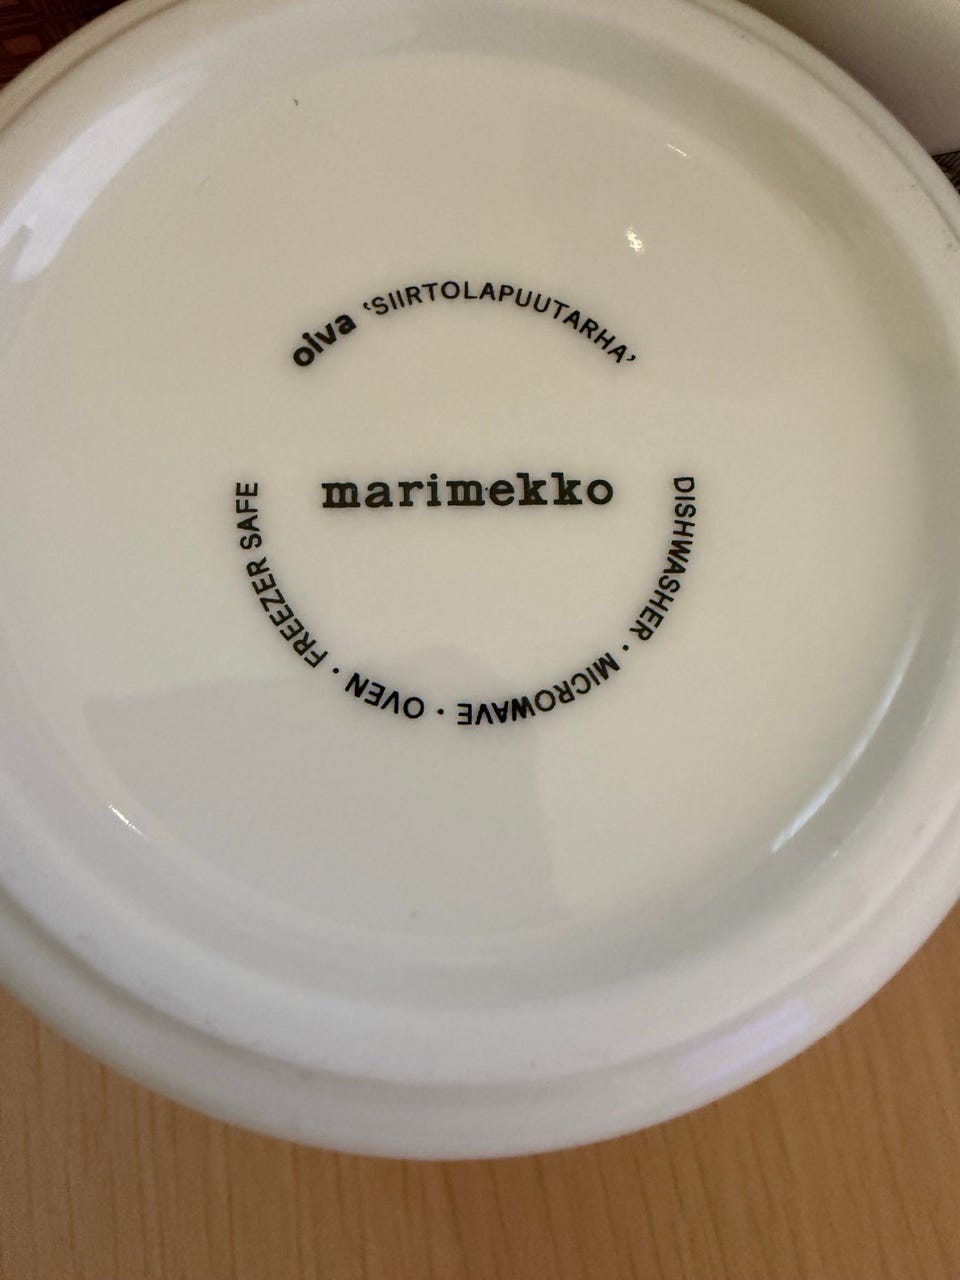 oiva ‘SIIRTOLAPUUTARHA’
marimekko
DISHWASHER · MICROWAVE · OVEN · FREEZER SAFE